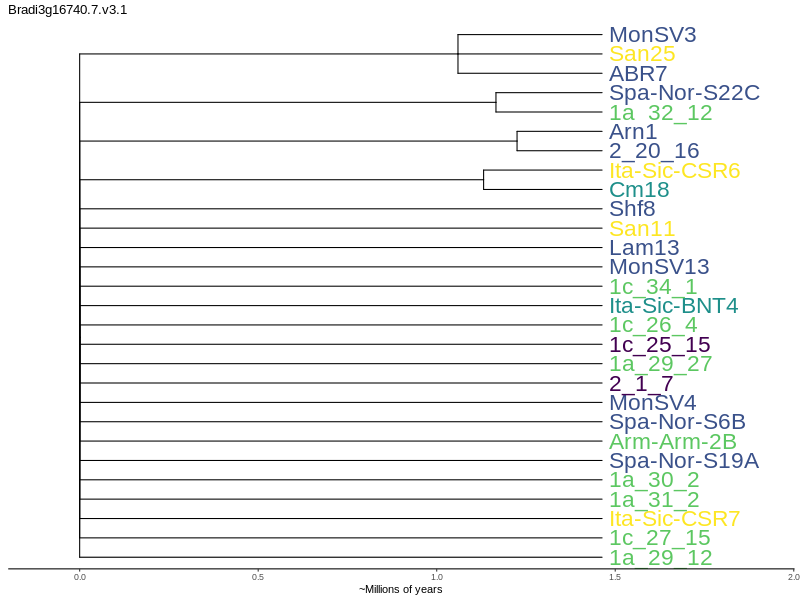 Bradi3g16740.7.v3.1
MonSV3
San25
ABR7
Spa-Nor-S22C
1a_32_12
Arn1
2_20_16
Ita-Sic-CSR6
Cm18
Shf8
San11
Lam13
MonSV13
1c_34_1
Ita-Sic-BNT4
1c_26_4
1c_25_15
1a_29_27
2_1_7
MonSV4
Spa-Nor-S6B
Arm-Arm-2B
Spa-Nor-S19A
1a_30_2
1a_31_2
Ita-Sic-CSR7
1c_27_15
1a_29_12
0.0 0.5 1.0 1.5 2.0
~Millions of years